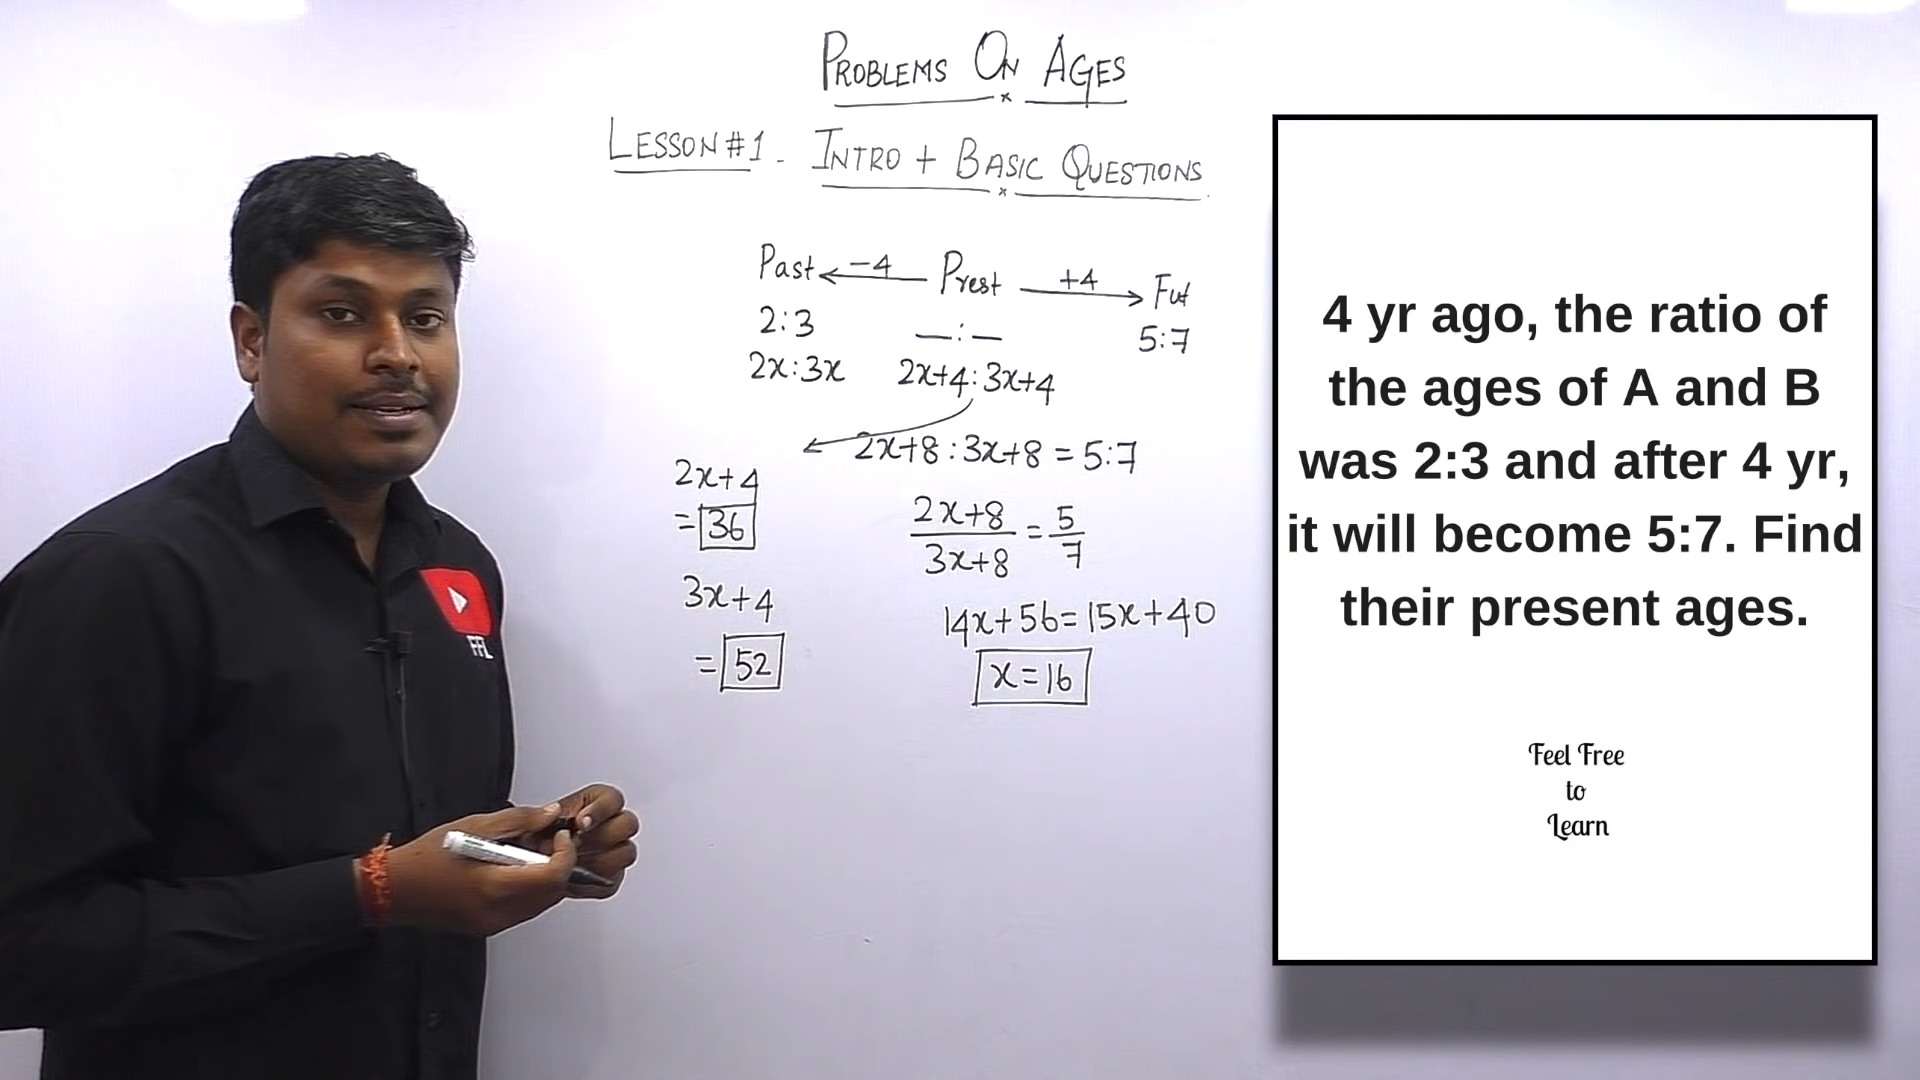 PROBLEMS ON AGES
LESSON #1 - INTRO + BASIC QUESTIONS
Past ← -4 Prest +4 → Fut
2:3 _:_ 5:7
2x:3x 2x+4:3x+4
2x+8:3x+8 = 5:7
2x+4
= 36
2x+8/3x+8 = 5/7
3x+4
= 52
14x+56=15x+40
x=16
4 yr ago, the ratio of
the ages of A and B
was 2:3 and after 4 yr,
it will become 5:7. Find
their present ages.
Feel Free
to
Learn
FFL